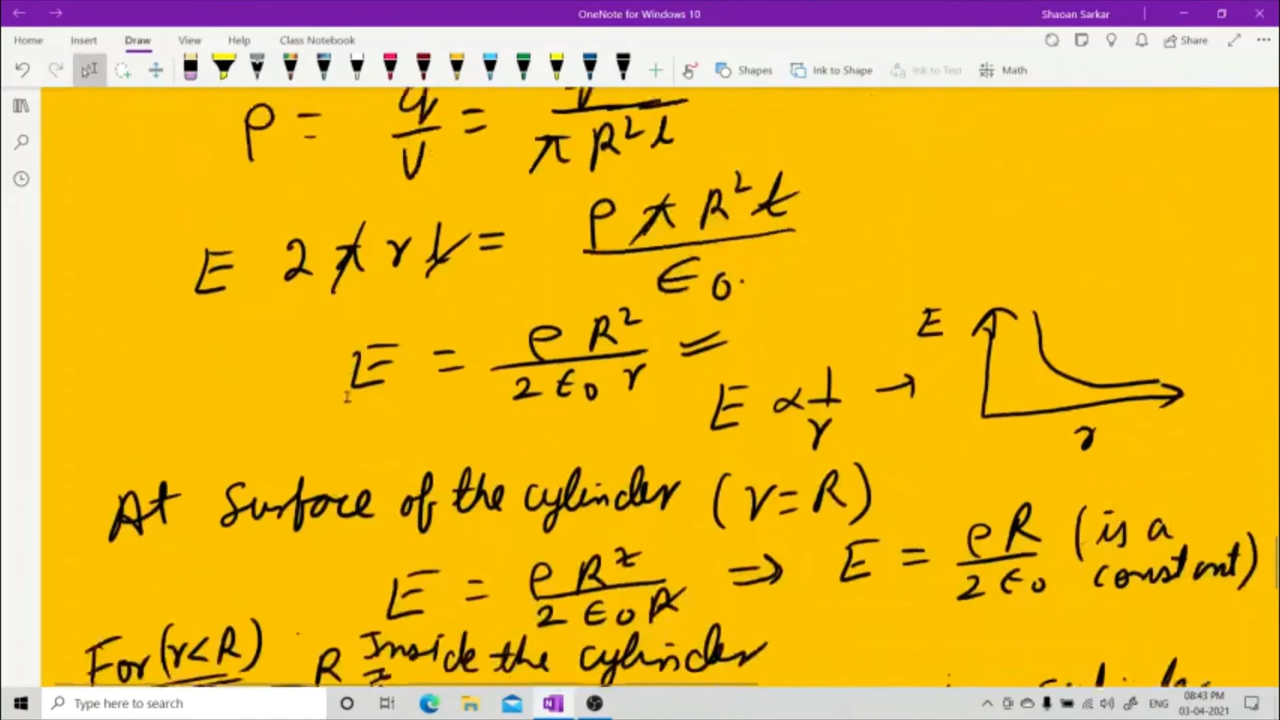 OneNote for Windows 10
Shaoan Sarkar
Home Insert Draw View Help Class Notebook
Share
Shapes Ink to Shape Ink to Text Math
ρ = q/V = q/πR²l
E 2πrl = ρπR²l/ϵ0.
E = ρR²/2ϵ0r =
E ∝ 1/r →
E
r
At Surface of the cylinder (r=R)
E = ρR²/2ϵ0R ⇒ E = ρR/2ϵ0 (is a constant)
For (r<R) Inside the cylinder
R
Type here to search
ENG
08:43 PM
03-04-2021